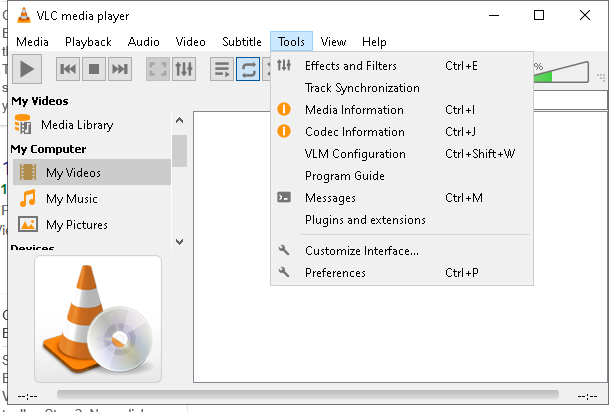 VLC media player
Media Playback Audio Video Subtitle Tools View Help
%
My Videos
Media Library
My Computer
My Videos
My Music
My Pictures
Devices
Effects and Filters Ctrl+E
Track Synchronization
Media Information Ctrl+I
Codec Information Ctrl+J
VLM Configuration Ctrl+Shift+W
Program Guide
Messages Ctrl+M
Plugins and extensions
Customize Interface...
Preferences Ctrl+P
--:-- --:--